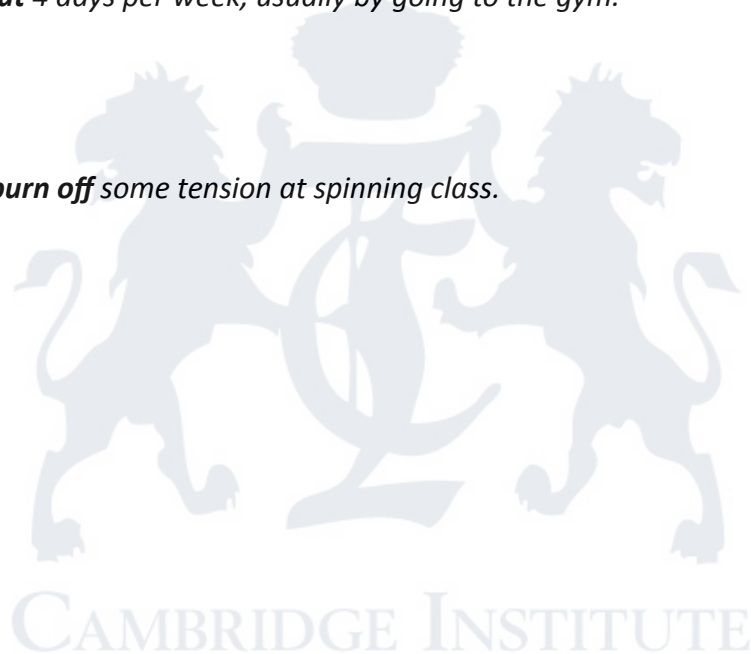 ut 4 days per week, usually by going to the gym.
burn off some tension at spinning class.
CAMBRIDGE INSTITUTE